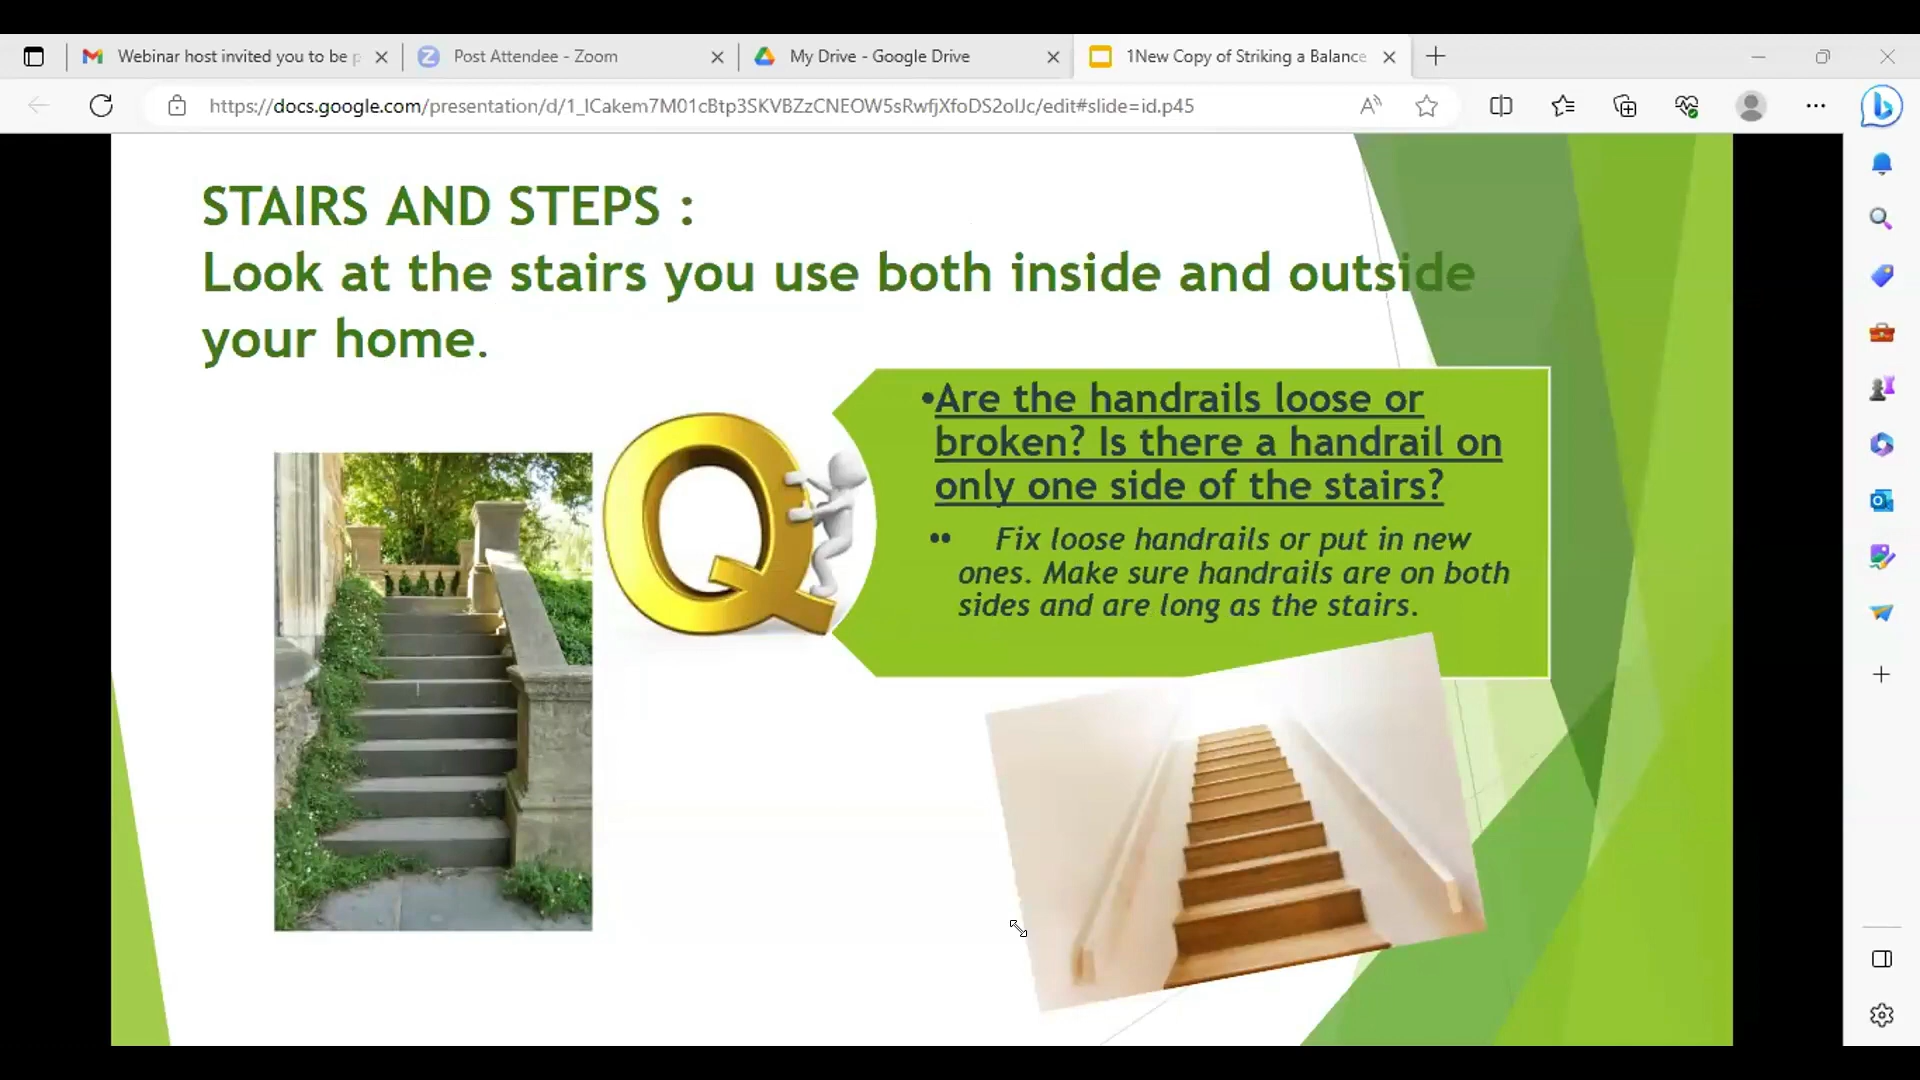 Webinar host invited you to be p
Post Attendee - Zoom
My Drive - Google Drive
1New Copy of Striking a Balance
https://docs.google.com/presentation/d/1_lCakem7M01cBtp3SKVBZzCNEOW5sRwfjXfoDS2olJc/edit#slide=id.p45
STAIRS AND STEPS :
Look at the stairs you use both inside and outside
your home.
•Are the handrails loose or
broken? Is there a handrail on
only one side of the stairs?
•• Fix loose handrails or put in new
ones. Make sure handrails are on both
sides and are long as the stairs.
Q